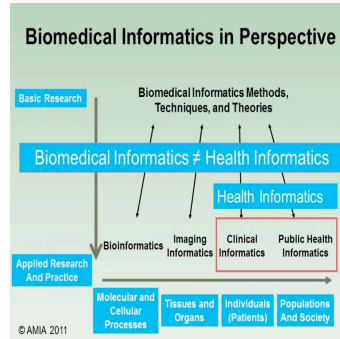 Biomedical Informatics in Perspective
Basic Research
Biomedical Informatics Methods,
Techniques, and Theories
Biomedical Informatics ≠ Health Informatics
Health Informatics
Bioinformatics
Imaging
Informatics
Clinical
Informatics
Public Health
Informatics
Applied Research
And Practice
Molecular and
Cellular
Processes
Tissues and
Organs
Individuals
(Patients)
Populations
And Society
© AMIA 2011